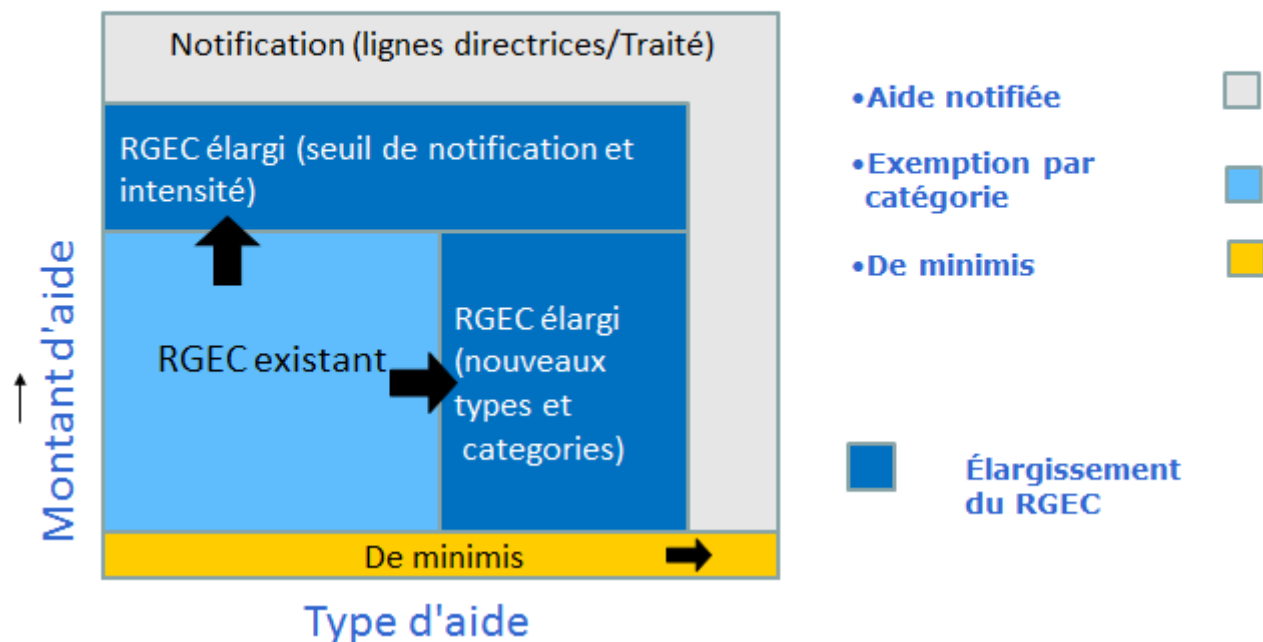 Notification (lignes directrices/Traité)
RGEC élargi (seuil de notification et
intensité)
RGEC existant
RGEC élargi
(nouveaux
types et
categories)
De minimis
Montant d'aide
Type d'aide
•Aide notifiée
•Exemption par
catégorie
•De minimis
Élargissement
du RGEC